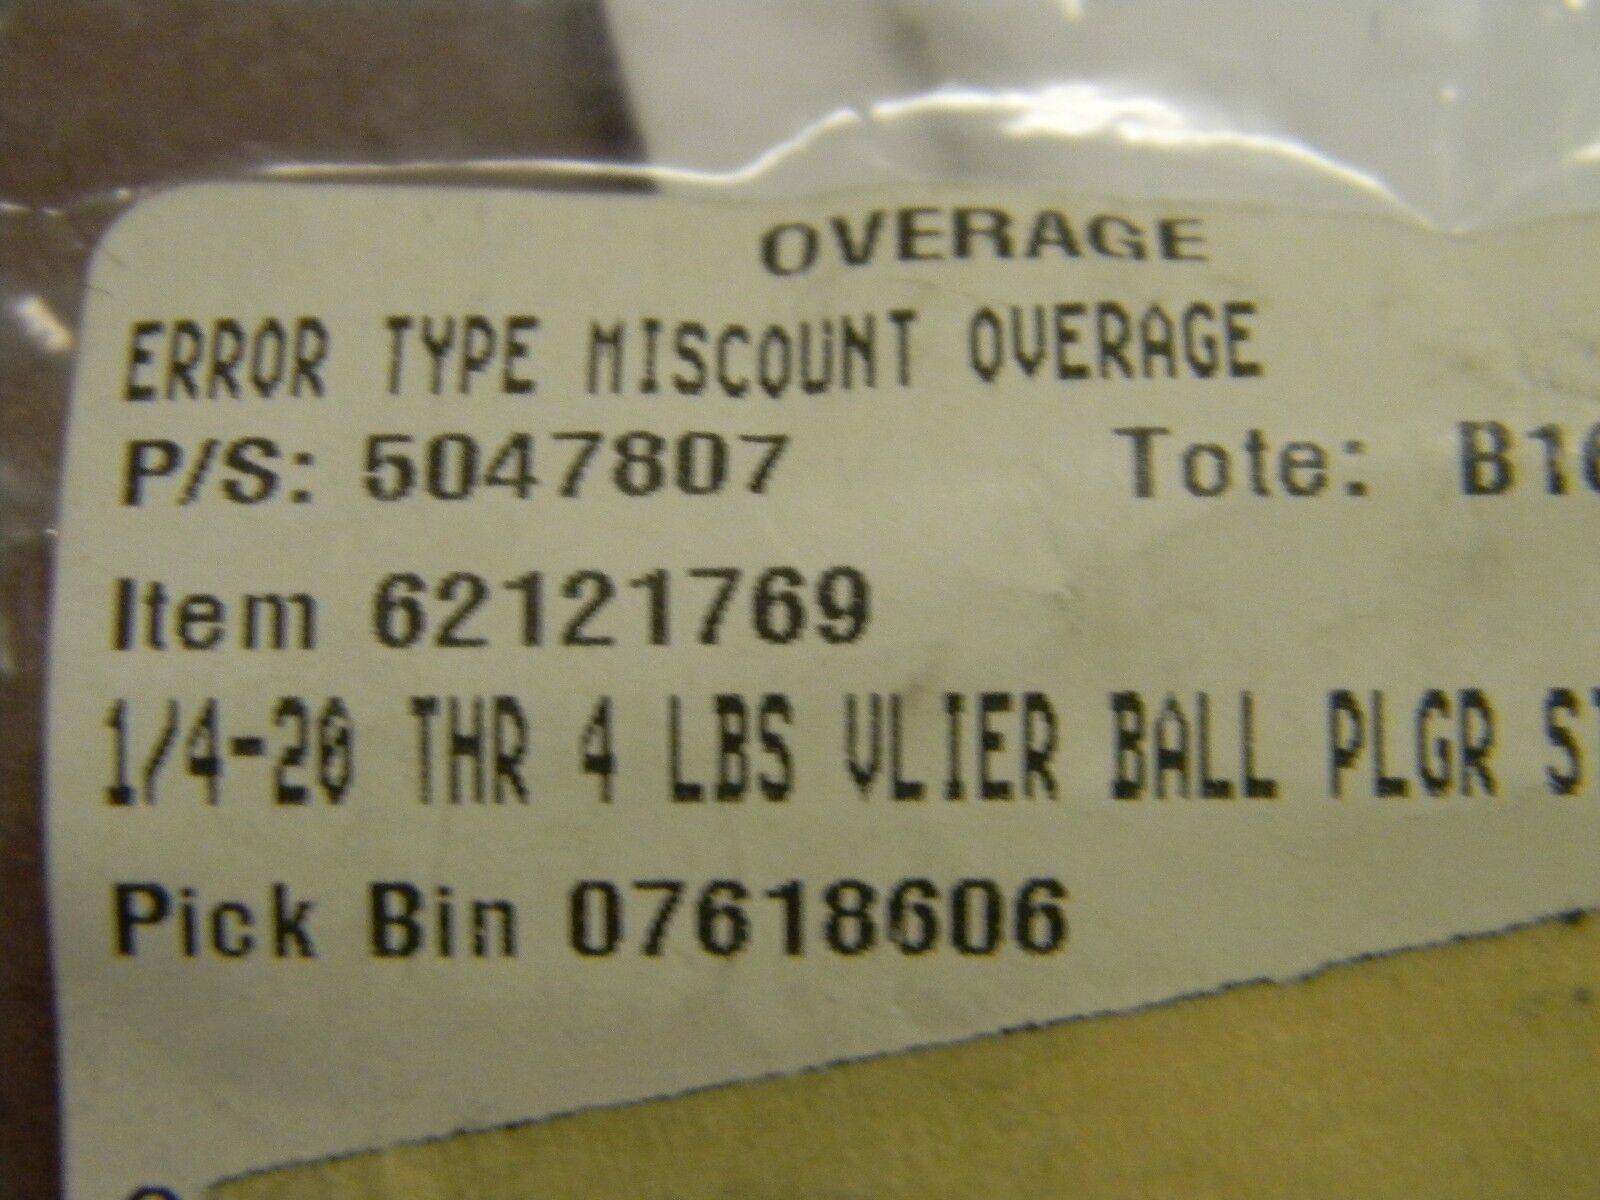 OVERAGE
ERROR TYPE MISCOUNT OVERAGE
P/S: 5047807 Tote:
Item 62121769
1/4-20 THR 4 LBS VLIER BALL PLGR
Pick Bin 07618606